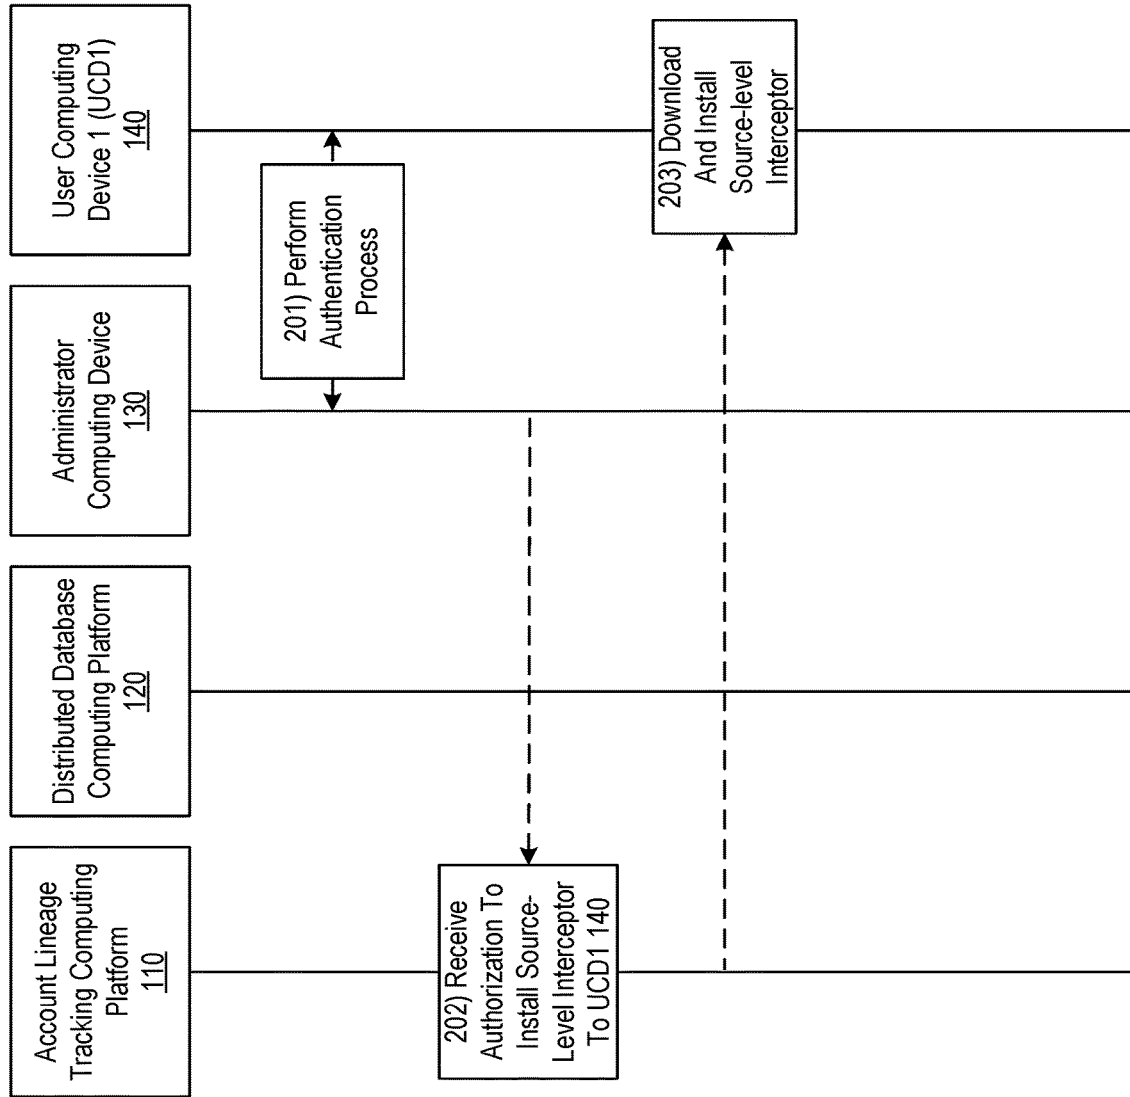 Account Lineage
Tracking Computing
Platform
110
Distributed Database
Computing Platform
120
Administrator
Computing Device
130
User Computing
Device 1 (UCD1)
140
201) Perform
Authentication
Process
202) Receive
Authorization To
Install Source-
Level Interceptor
To UCD1 140
203) Download
And Install
Source-level
Interceptor